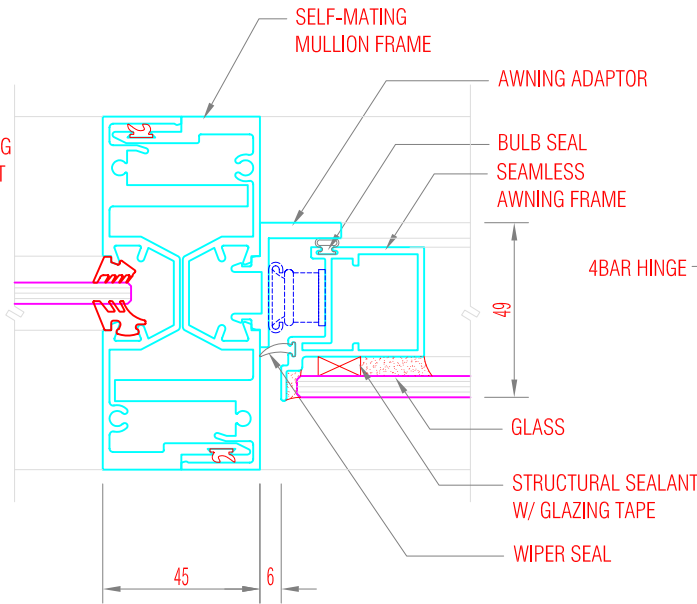 SELF-MATING
MULLION FRAME
AWNING ADAPTOR
BULB SEAL
SEAMLESS
AWNING FRAME
4BAR HINGE
49
GLASS
STRUCTURAL SEALANT
W/ GLAZING TAPE
WIPER SEAL
45
6